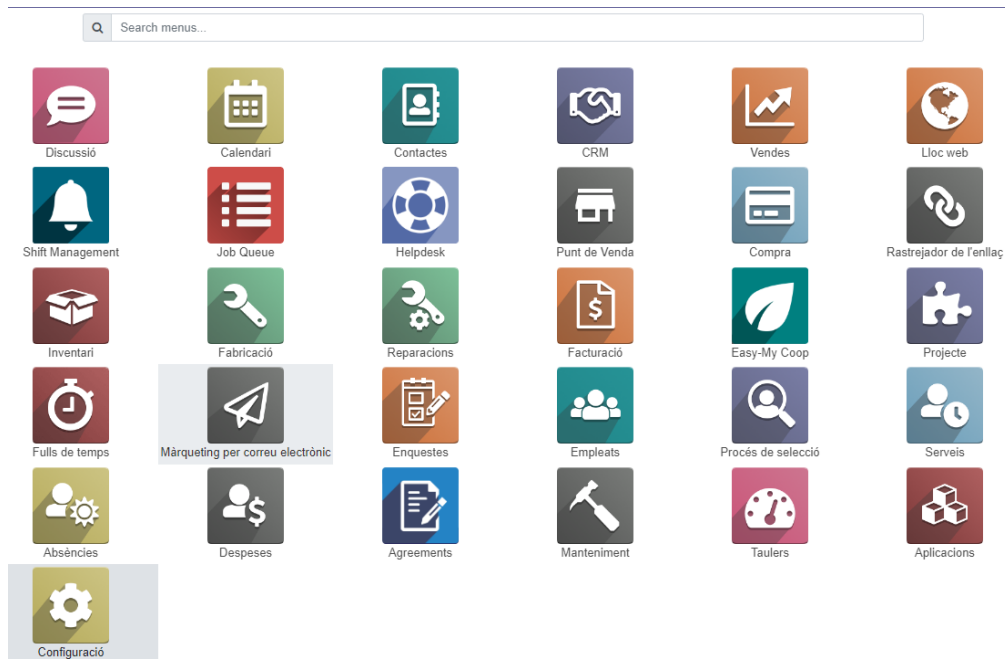 Search menus...
Discussió
Calendari
Contactes
CRM
Vendes
Lloc web
Shift Management
Job Queue
Helpdesk
Punt de Venda
Compra
Rastrejador de l'enllaç
Inventari
Fabricació
Reparacions
Facturació
Easy-My Coop
Projecte
Fulls de temps
Màrqueting per correu electrònic
Enquestes
Empleats
Procés de selecció
Serveis
Absències
Despeses
Agreements
Manteniment
Taulers
Aplicacions
Configuració